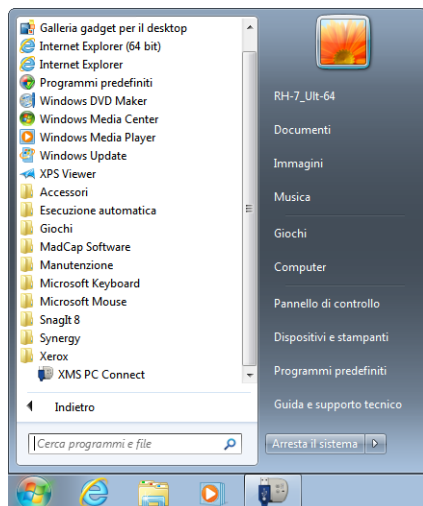 Galleria gadget per il desktop
Internet Explorer (64 bit)
Internet Explorer
Programmi predefiniti
Windows DVD Maker
Windows Media Center
Windows Media Player
Windows Update
XPS Viewer
Accessori
Esecuzione automatica
Giochi
MadCap Software
Manutenzione
Microsoft Keyboard
Microsoft Mouse
SnagIt 8
Synergy
Xerox
XMS PC Connect
Indietro
Cerca programmi e file
RH-7_Ult-64
Documenti
Immagini
Musica
Giochi
Computer
Pannello di controllo
Dispositivi e stampanti
Programmi predefiniti
Guida e supporto tecnico
Arresta il sistema